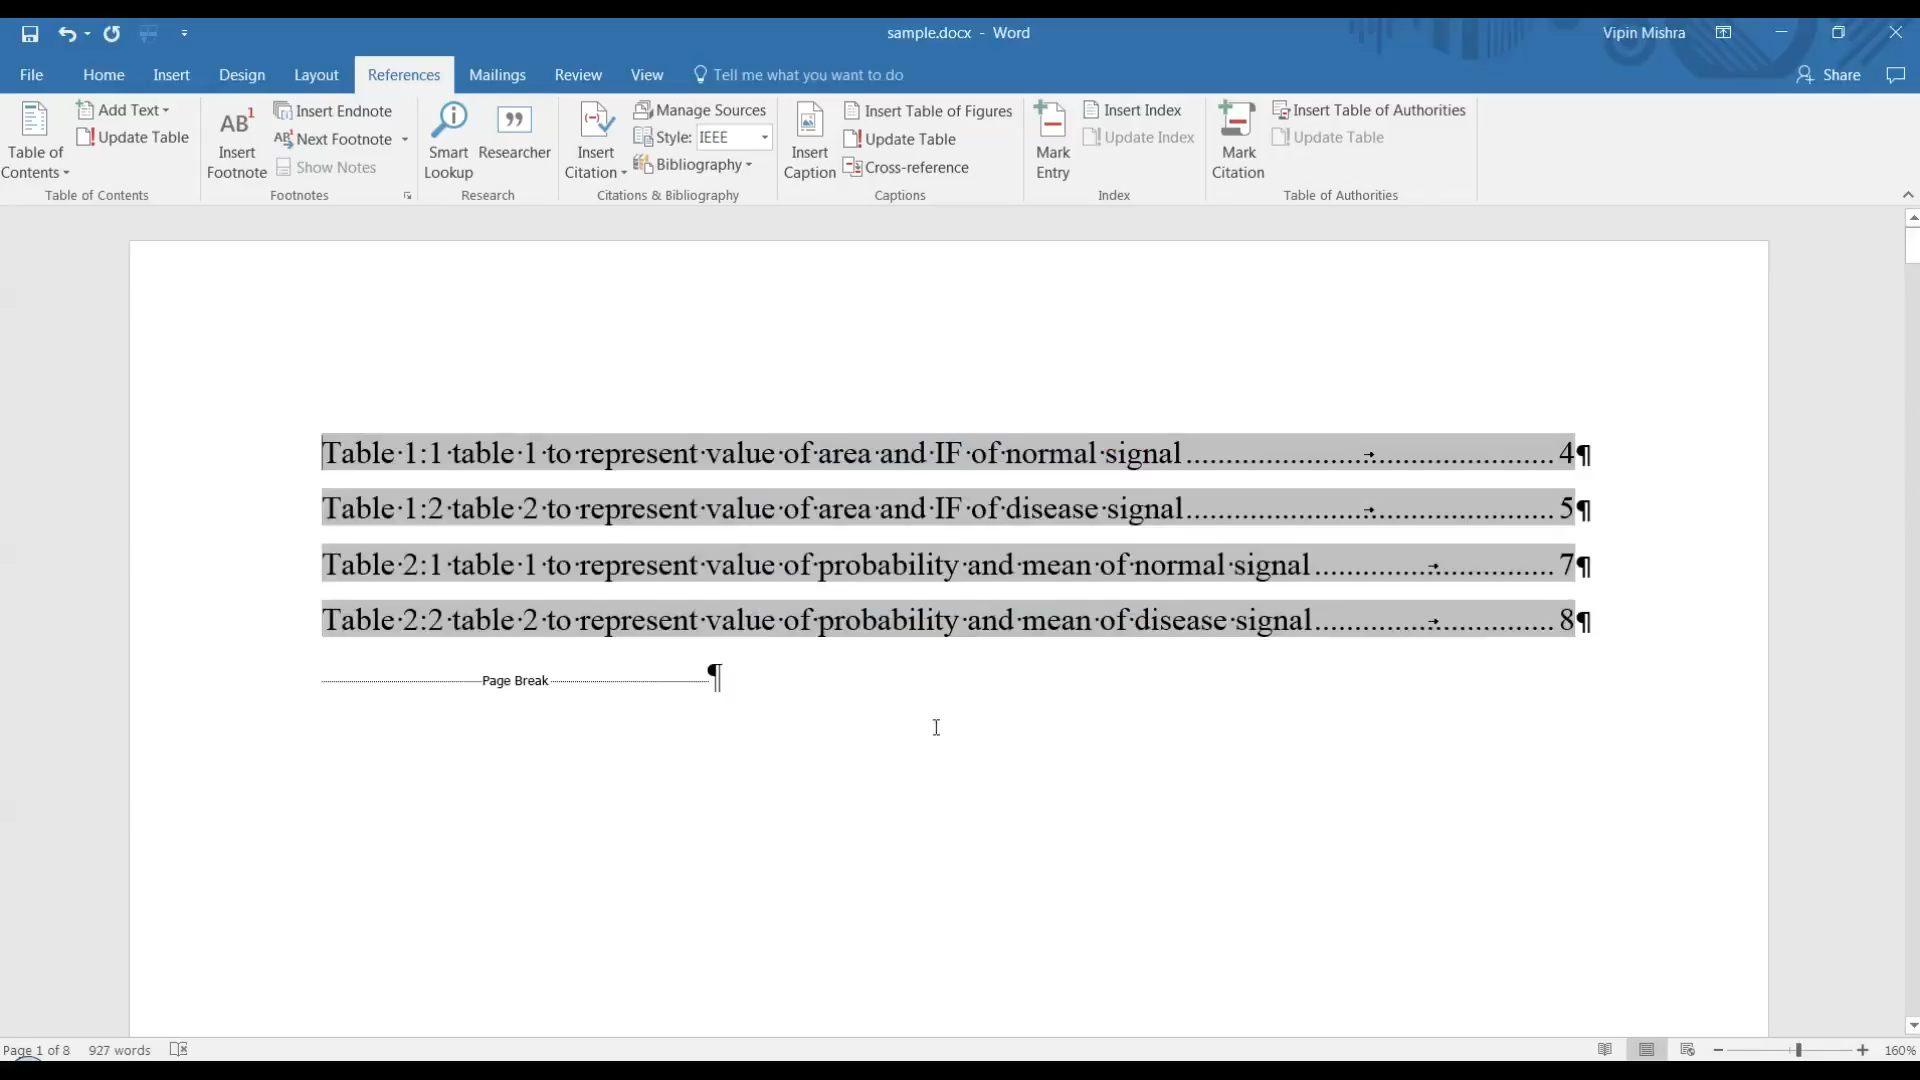 sample.docx - Word
Vipin Mishra
File Home Insert Design Layout References Mailings Review View Tell me what you want to do Share
Table of Contents
Add Text
Update Table
Table of Contents
AB1 Insert Footnote
Insert Endnote
AB1 Next Footnote
Show Notes
Footnotes
Smart Lookup
Researcher
Research
Insert Citation
Manage Sources
Style: IEEE
Bibliography
Citations & Bibliography
Insert Caption
Insert Table of Figures
Update Table
Cross-reference
Captions
Mark Entry
Insert Index
Update Index
Index
Mark Citation
Insert Table of Authorities
Update Table
Table of Authorities
Table·1:1·table·1·to·represent·value·of·area·and·IF·of·normal·signal....................→.......................4¶
Table·1:2·table·2·to·represent·value·of·area·and·IF·of·disease·signal....................→.......................5¶
Table·2:1·table·1·to·represent·value·of·probability·and·mean·of·normal·signal.............→...............7¶
Table·2:2·table·2·to·represent·value·of·probability·and·mean·of·disease·signal.............→...............8¶
Page Break ¶
Page 1 of 8 927 words 160%